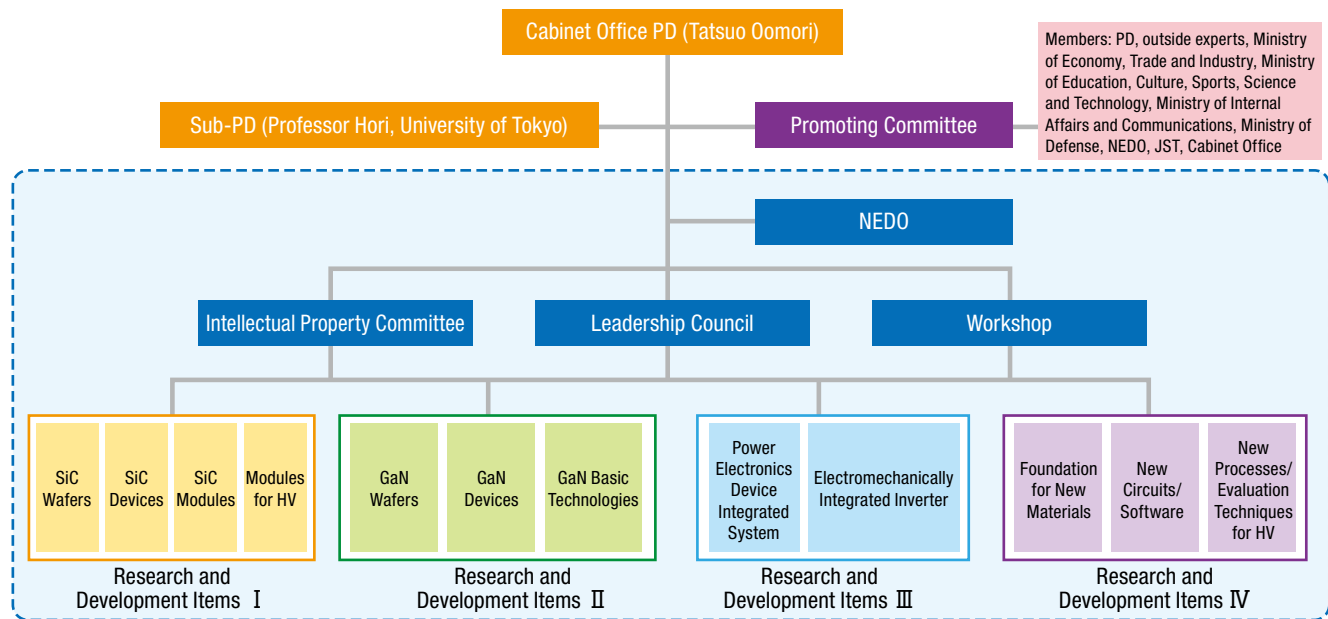 Cabinet Office PD (Tatsuo Oomori)
Members: PD, outside experts, Ministry
of Economy, Trade and Industry, Ministry
of Education, Culture, Sports, Science
and Technology, Ministry of Internal
Affairs and Communications, Ministry of
Defense, NEDO, JST, Cabinet Office
Sub-PD (Professor Hori, University of Tokyo)
Promoting Committee
NEDO
Intellectual Property Committee
Leadership Council
Workshop
SiC
Wafers
SiC
Devices
SiC
Modules
Modules
for HV
GaN
Wafers
GaN
Devices
GaN Basic
Technologies
Power
Electronics
Device
Integrated
System
Electromechanically
Integrated Inverter
Foundation
for New
Materials
New
Circuits/
Software
New
Processes/
Evaluation
Techniques
for HV
Research and
Development Items Ⅰ
Research and
Development Items Ⅱ
Research and
Development Items Ⅲ
Research and
Development Items Ⅳ